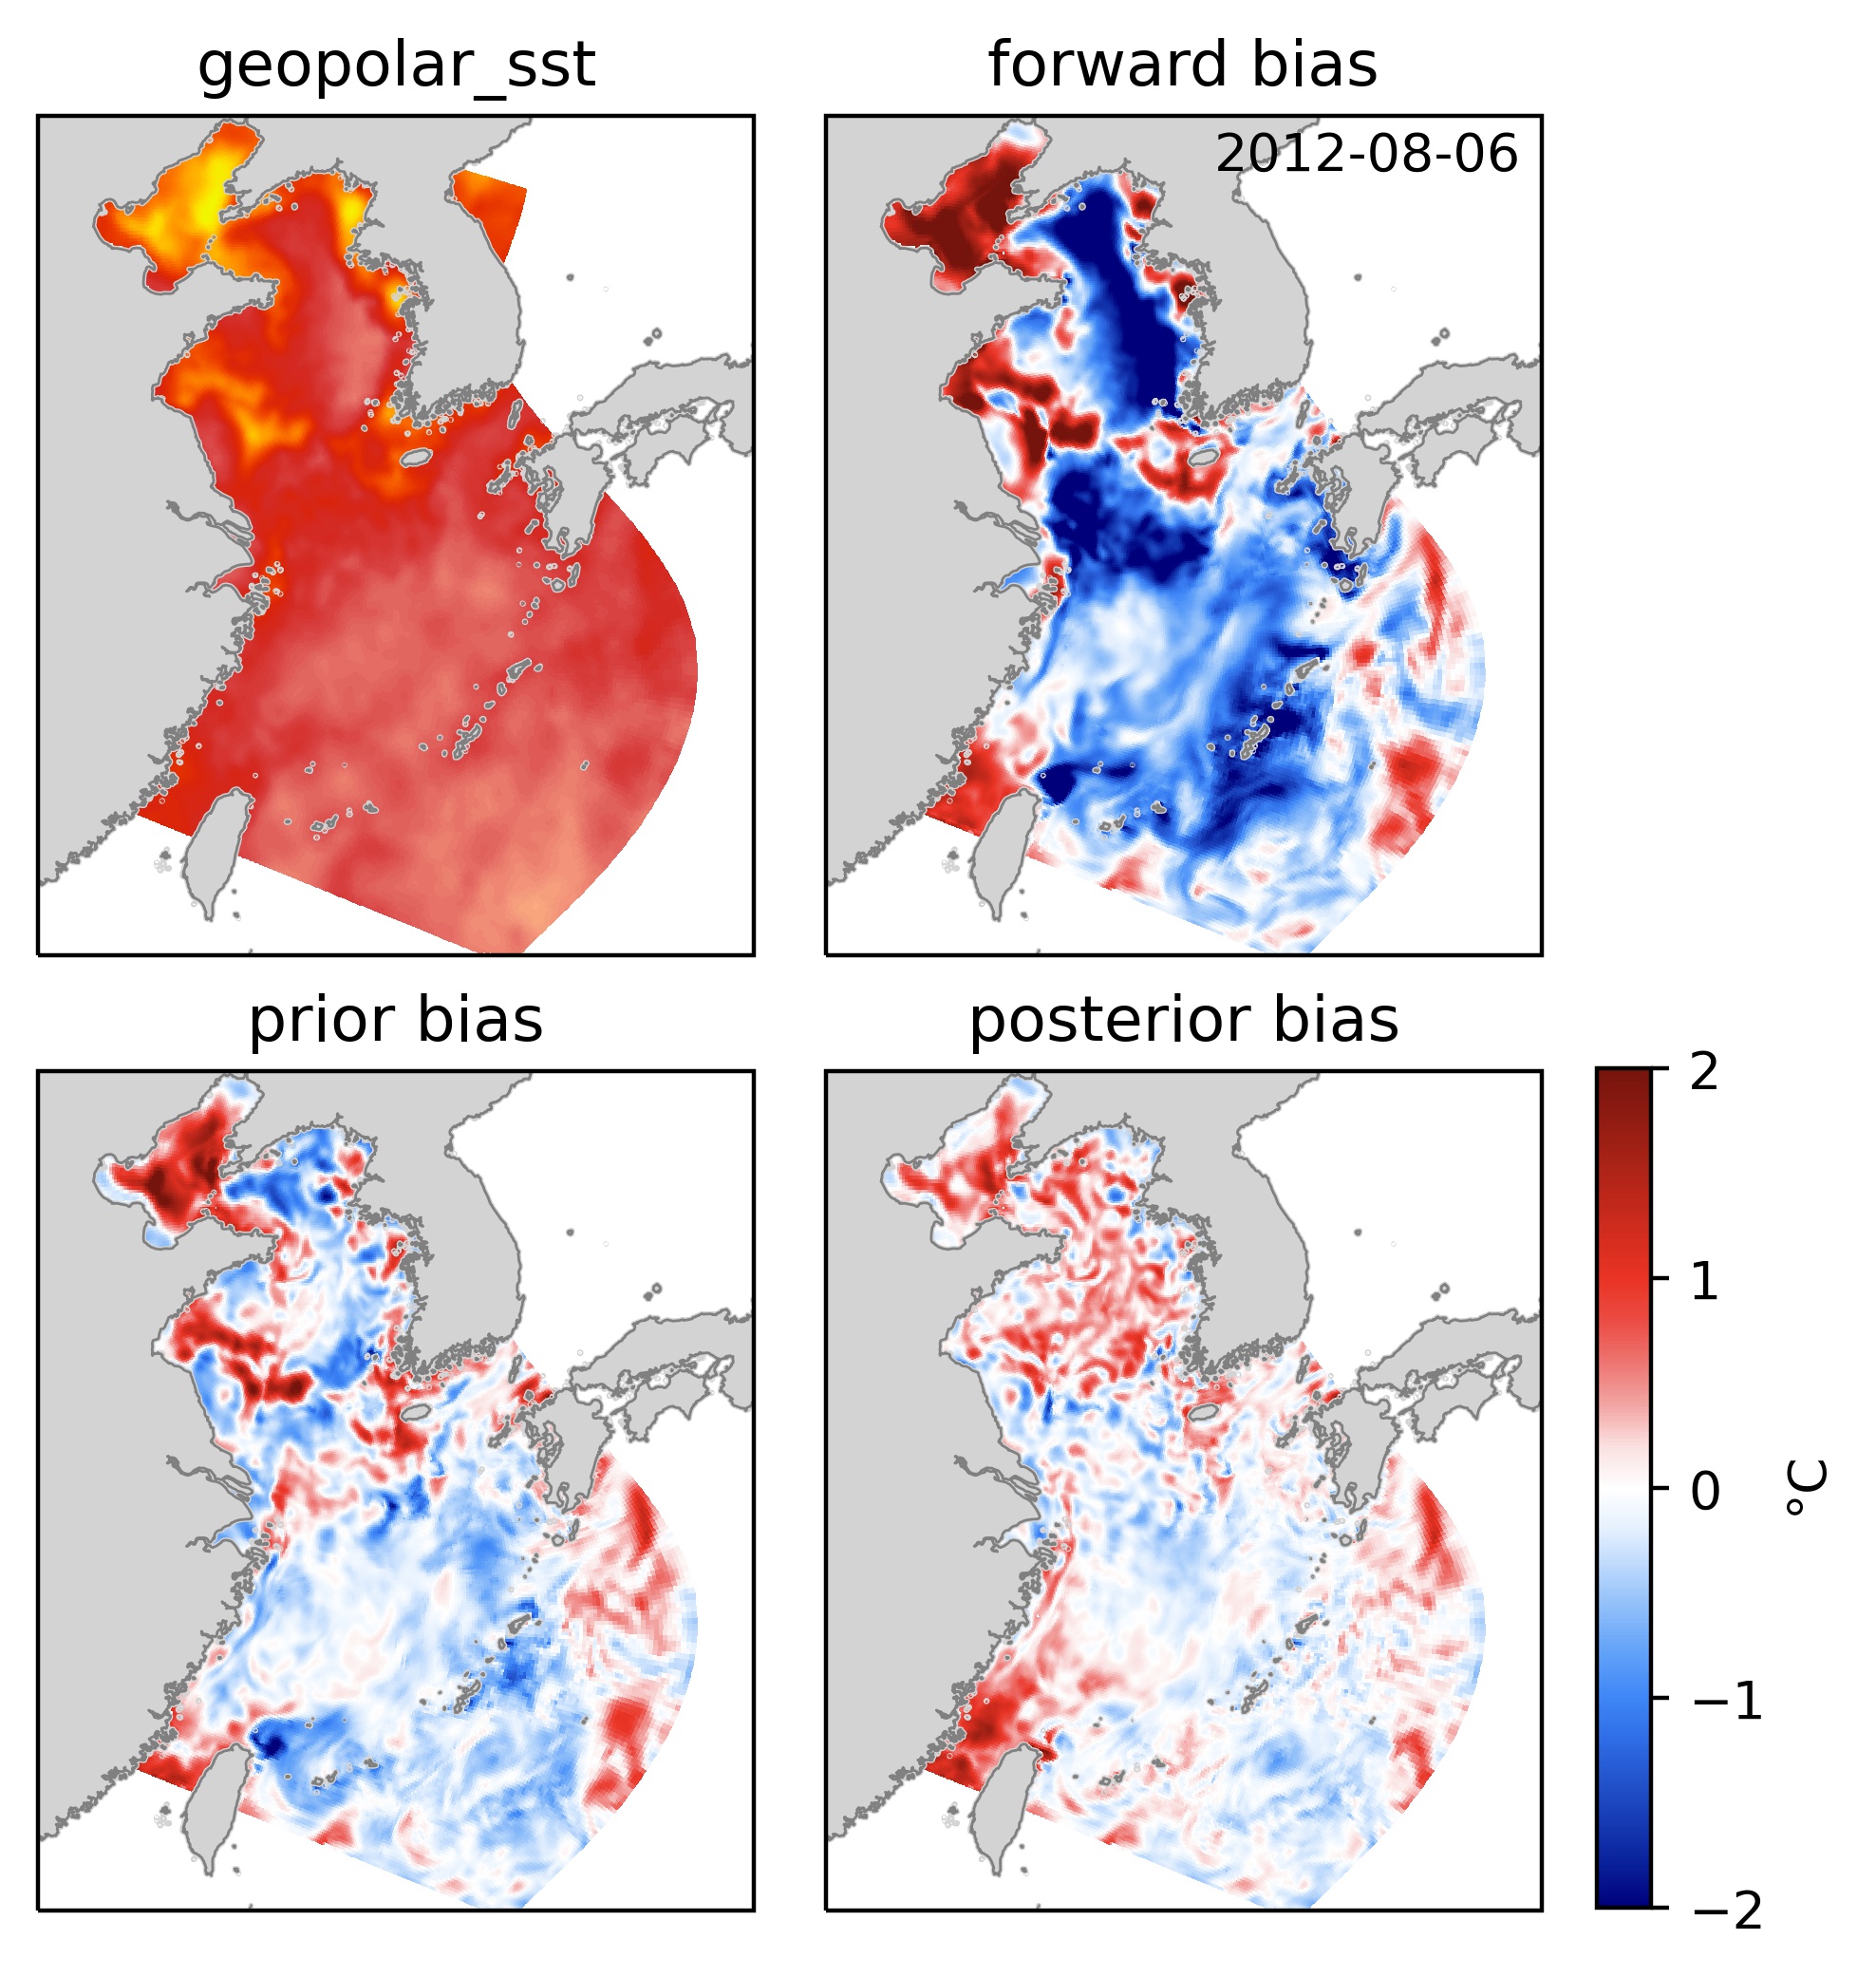 geopolar_sst
forward bias
2012-08-06
prior bias
posterior bias
2
1
0
−1
−2
°C